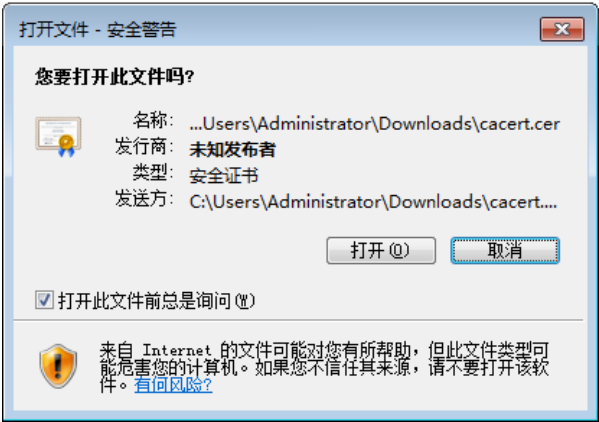 打开文件 - 安全警告
您要打开此文件吗?
名称: ...Users\Administrator\Downloads\cacert.cer
发行商: 未知发布者
类型: 安全证书
发送方: C:\Users\Administrator\Downloads\cacert....
打开(O) 取消
打开此文件前总是询问(W)
来自 Internet 的文件可能对您有所帮助，但此文件类型可
能危害您的计算机。如果您不信任其来源，请不要打开该软
件。有何风险?